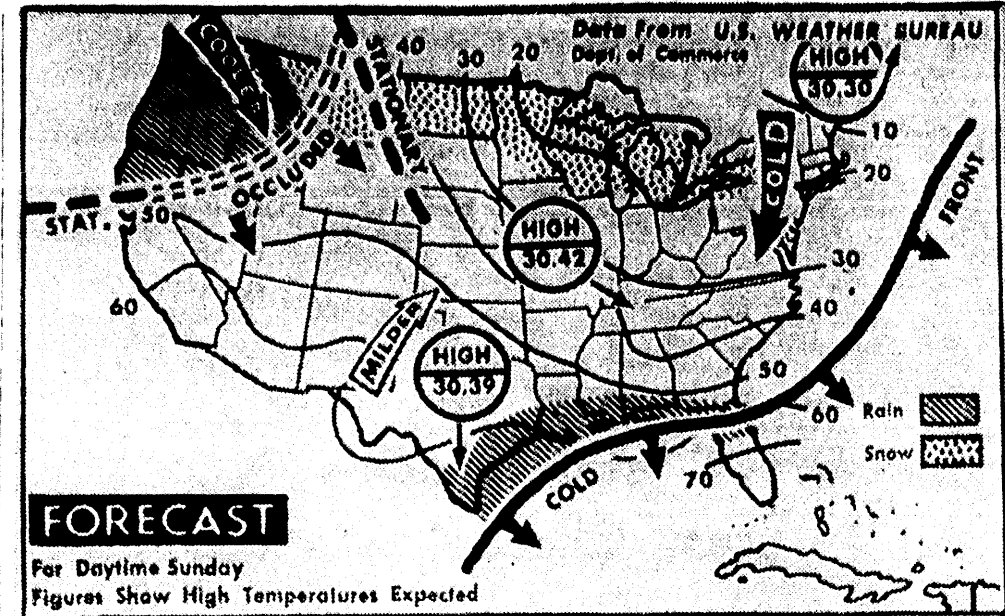 Data From U.S. WEATHER BUREAU
Dept. of Commerce
COOLER
STATIONARY
40
30
20
HIGH
30.30
COLD
10
20
OCCLUDED
STAT.
50
FRONT
HIGH
30.42
30
60
40
MILDER
HIGH
30.39
50
60
Rain
Snow
70
COLD
FORECAST
For Daytime Sunday
Figures Show High Temperatures Expected